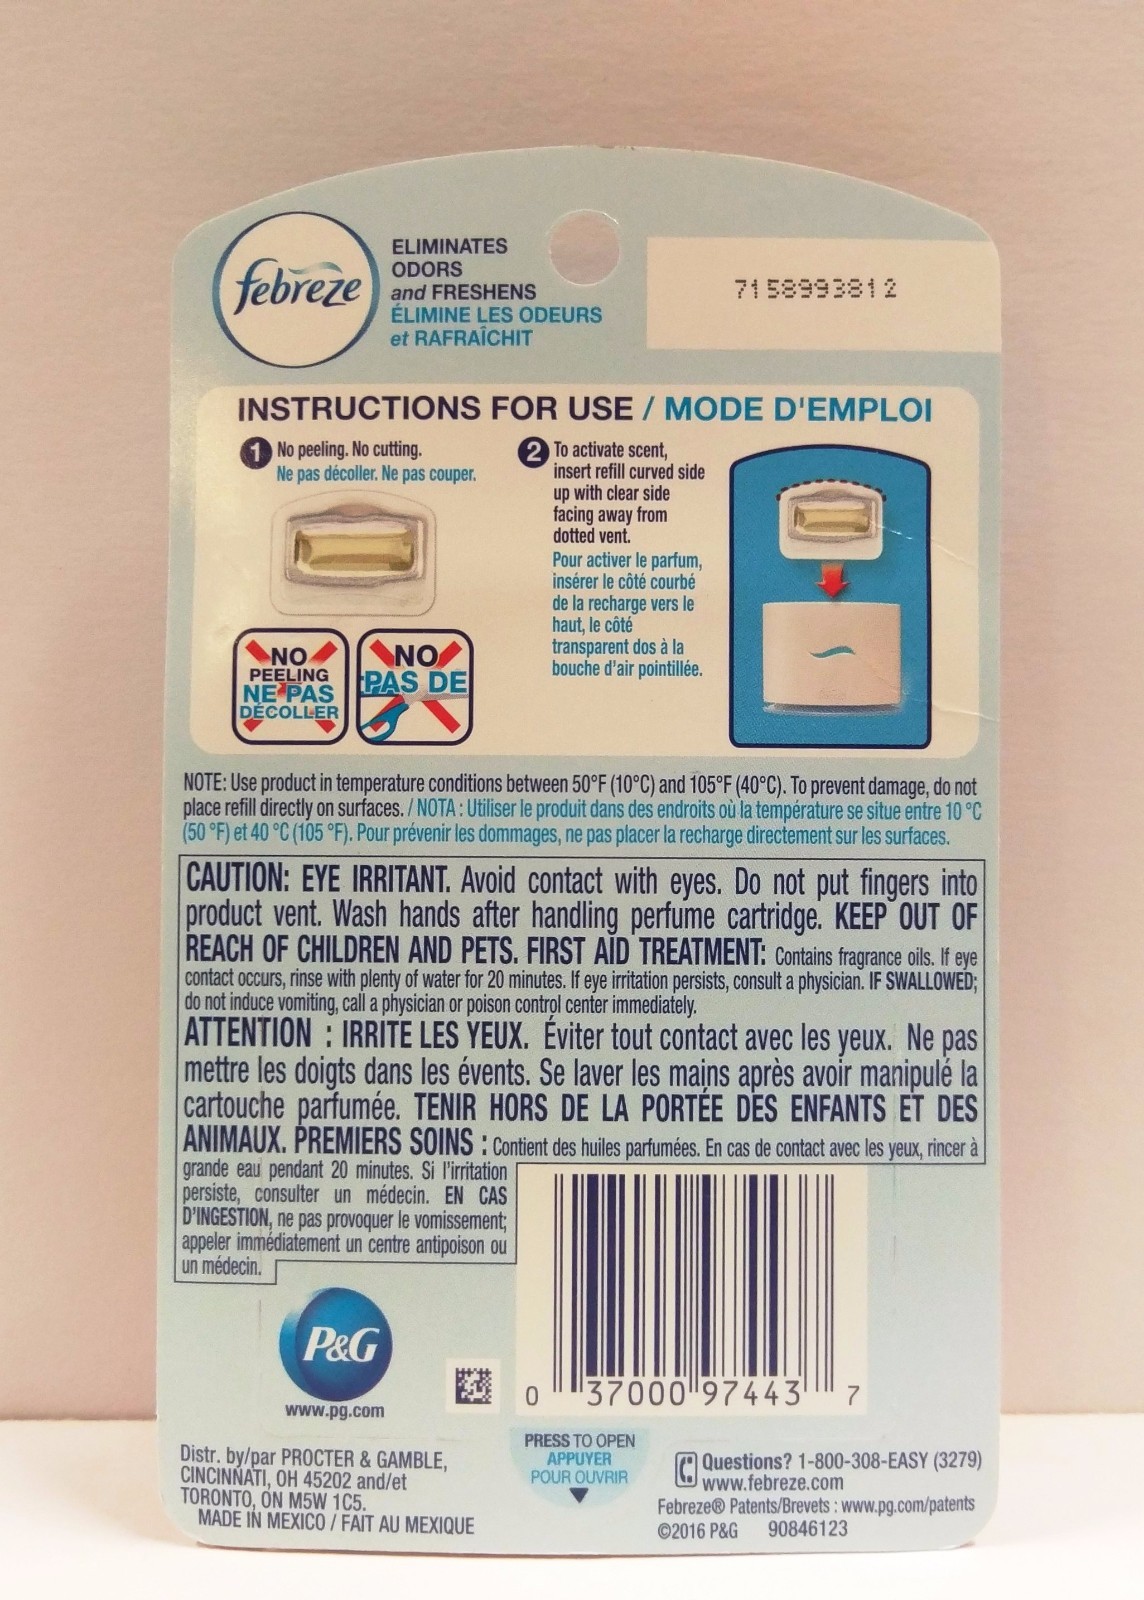 febreze
ELIMINATES
ODORS
and FRESHENS
ÉLIMINE LES ODEURS
et RAFRAÎCHIT
7158993812
INSTRUCTIONS FOR USE / MODE D'EMPLOI
1 No peeling. No cutting.
Ne pas décoller. Ne pas couper.
NO
PEELING
NE PAS
DÉCOLLER
NO
PAS DE
2 To activate scent,
insert refill curved side
up with clear side
facing away from
dotted vent.
Pour activer le parfum,
insérer le côté courbé
de la recharge vers le
haut, le côté
transparent dos à la
bouche d'air pointillée.
NOTE: Use product in temperature conditions between 50°F (10°C) and 105°F (40°C). To prevent damage, do not
place refill directly on surfaces. / NOTA : Utiliser le produit dans des endroits où la température se situe entre 10 °C
(50 °F) et 40 °C (105 °F). Pour prévenir les dommages, ne pas placer la recharge directement sur les surfaces.
CAUTION: EYE IRRITANT. Avoid contact with eyes. Do not put fingers into
product vent. Wash hands after handling perfume cartridge. KEEP OUT OF
REACH OF CHILDREN AND PETS. FIRST AID TREATMENT: Contains fragrance oils. If eye
contact occurs, rinse with plenty of water for 20 minutes. If eye irritation persists, consult a physician. IF SWALLOWED;
do not induce vomiting, call a physician or poison control center immediately.
ATTENTION : IRRITE LES YEUX. Éviter tout contact avec les yeux. Ne pas
mettre les doigts dans les évents. Se laver les mains après avoir manipulé la
cartouche parfumée. TENIR HORS DE LA PORTÉE DES ENFANTS ET DES
ANIMAUX. PREMIERS SOINS : Contient des huiles parfumées. En cas de contact avec les yeux, rincer à
grande eau pendant 20 minutes. Si l'irritation
persiste, consulter un médecin. EN CAS
D'INGESTION, ne pas provoquer le vomissement;
appeler immédiatement un centre antipoison ou
un médecin.
P&G
www.pg.com
0 37000 97443 7
Distr. by/par PROCTER & GAMBLE,
CINCINNATI, OH 45202 and/et
TORONTO, ON M5W 1C5.
MADE IN MEXICO / FAIT AU MEXIQUE
PRESS TO OPEN
APPUYER
POUR OUVRIR
Questions? 1-800-308-EASY (3279)
www.febreze.com
Febreze® Patents/Brevets : www.pg.com/patents
©2016 P&G 90846123